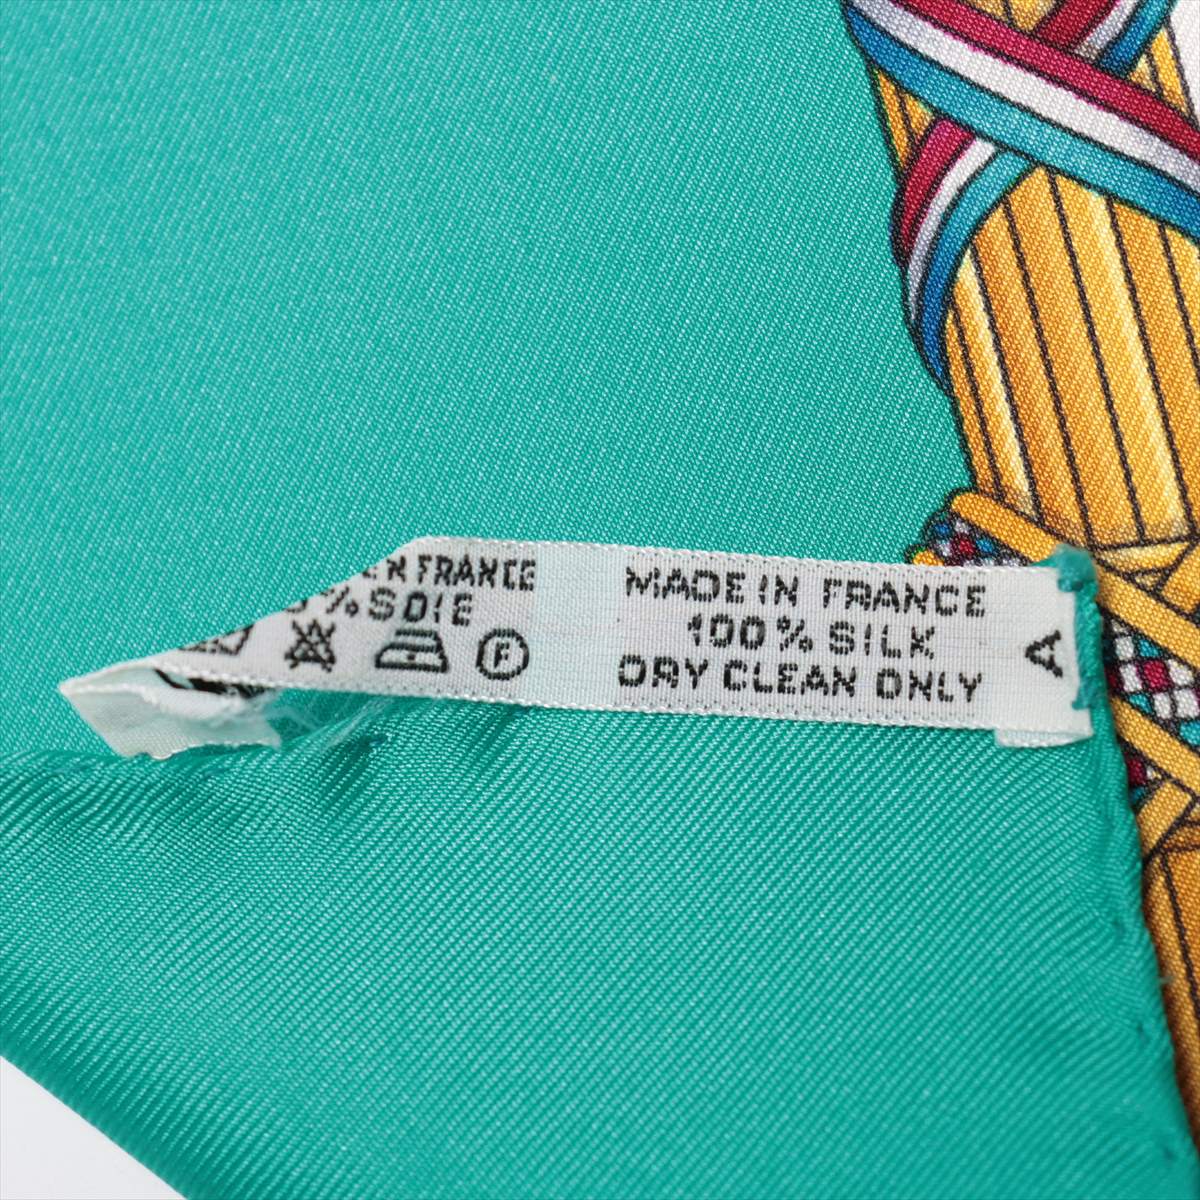 FRANCE
% SOIE
F
MADE IN FRANCE
100% SILK
DRY CLEAN ONLY
A